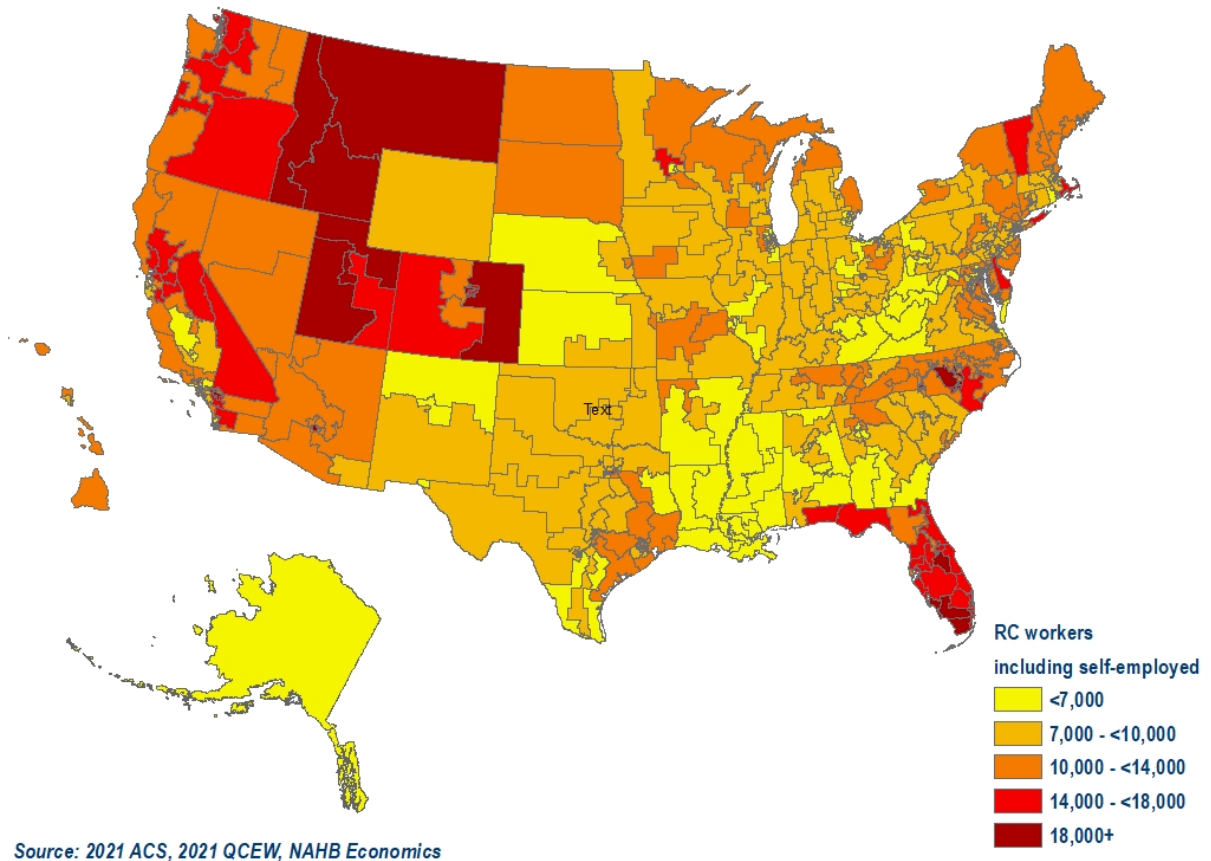 Text
RC workers
including self-employed
<7,000
7,000 - <10,000
10,000 - <14,000
14,000 - <18,000
18,000+
Source: 2021 ACS, 2021 QCEW, NAHB Economics